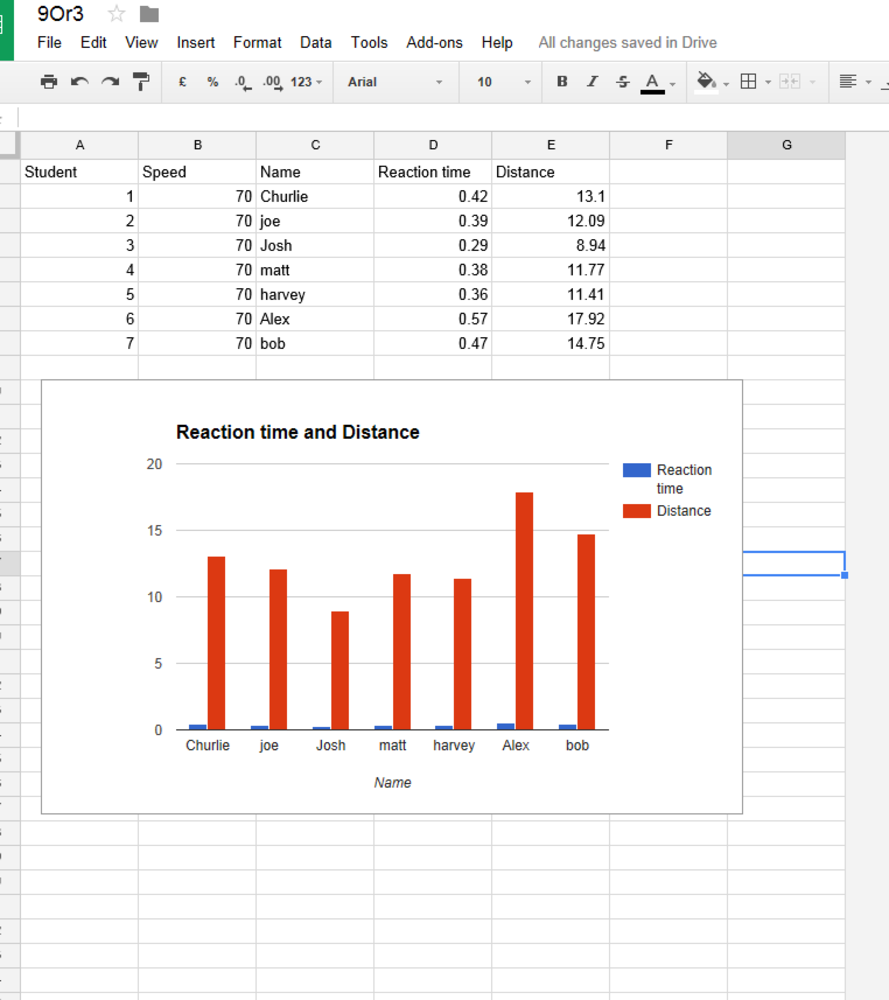 9Or3
File Edit View Insert Format Data Tools Add-ons Help All changes saved in Drive
£ % .0 .00 123 Arial 10 B I S A
A B C D E F G
Student Speed Name Reaction time Distance
1 70 Churlie 0.42 13.1
2 70 joe 0.39 12.09
3 70 Josh 0.29 8.94
4 70 matt 0.38 11.77
5 70 harvey 0.36 11.41
6 70 Alex 0.57 17.92
7 70 bob 0.47 14.75
Reaction time and Distance
20
15
10
5
0
Reaction
time
Distance
Churlie joe Josh matt harvey Alex bob
Name